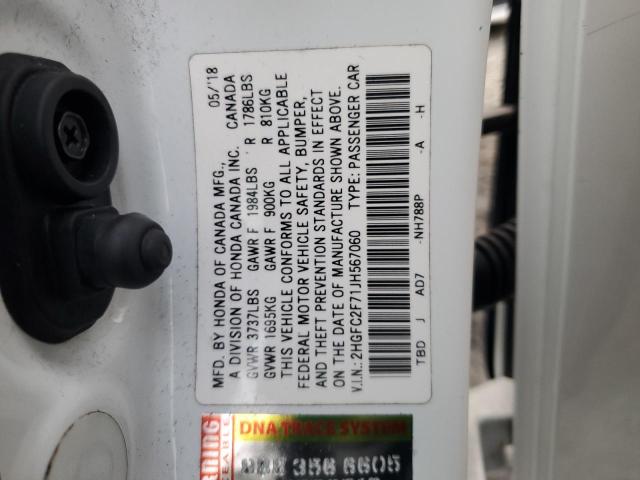 MFD. BY HONDA OF CANADA MFG., 05/'18
A DIVISION OF HONDA CANADA INC. CANADA
GVWR 3737LBS GAWR F 1984LBS R 1786LBS
GVWR 1695KG GAWR F 900KG R 810KG
THIS VEHICLE CONFORMS TO ALL APPLICABLE
FEDERAL MOTOR VEHICLE SAFETY, BUMPER,
AND THEFT PREVENTION STANDARDS IN EFFECT
ON THE DATE OF MANUFACTURE SHOWN ABOVE.
V.I.N.: 2HGFC2F71JH567060 TYPE: PASSENGER CAR
TBD J AD7 -NH788P -A -H
DNA TRACE SYSTEM
356 6605